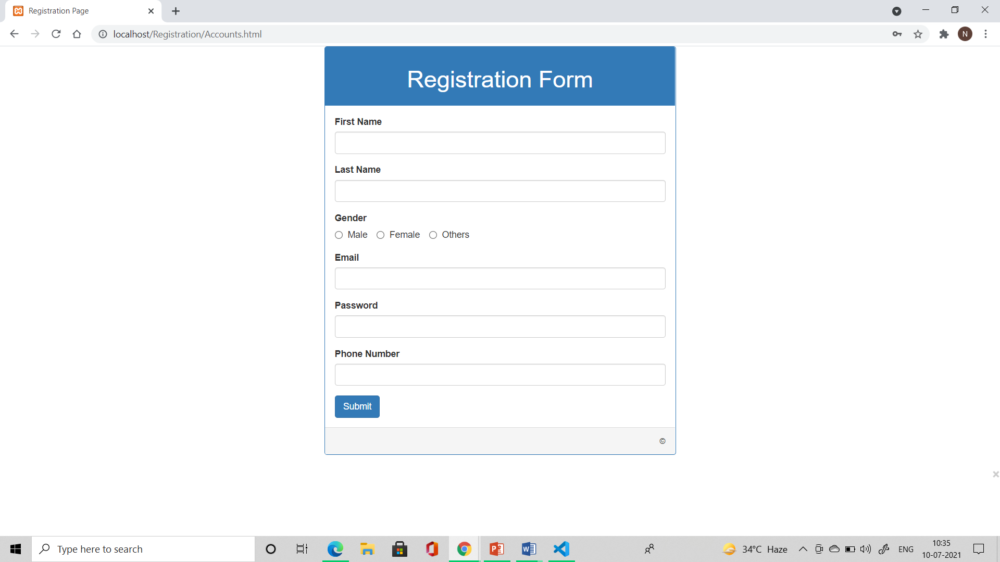 Registration Page
localhost/Registration/Accounts.html
N
Registration Form
First Name
Last Name
Gender
Male Female Others
Email
Password
Phone Number
Submit
©
Type here to search
34°C Haze
ENG
10:35
10-07-2021